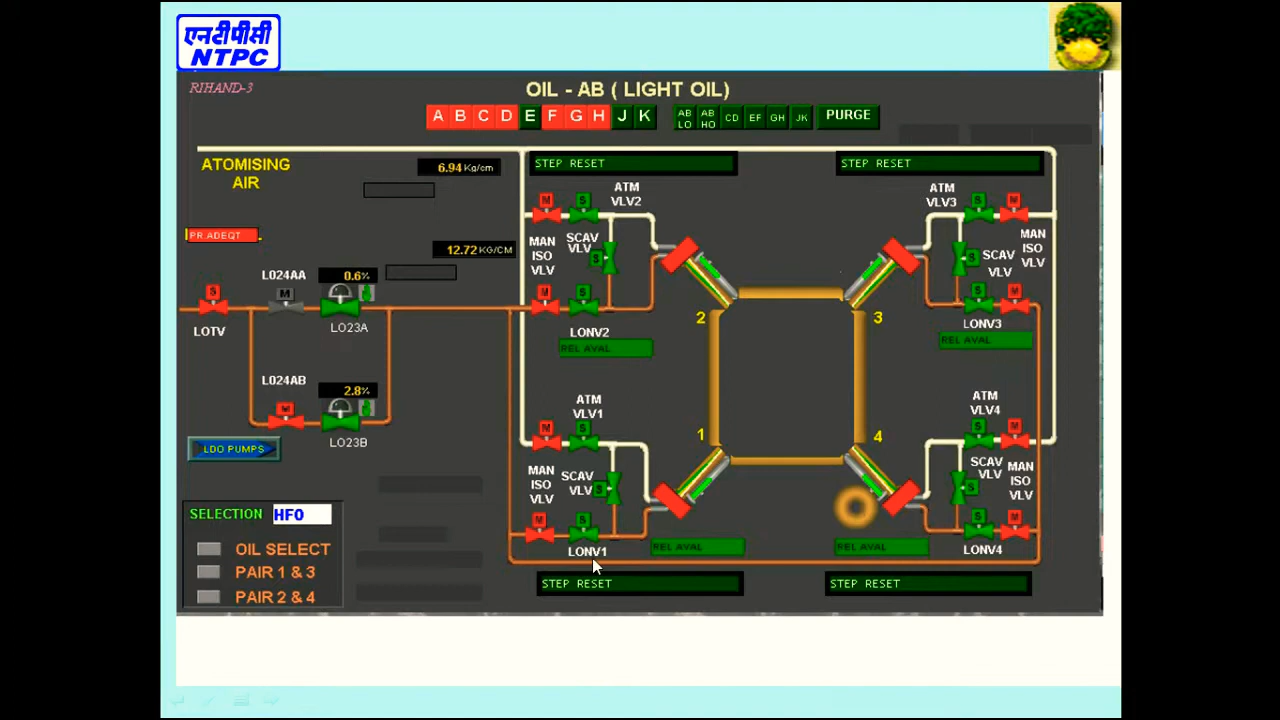 एनटीपीसी
NTPC
RIHAND-3
OIL - AB ( LIGHT OIL)
A B C D E F G H J K
AB LO
AB HO
CD EF GH JK
PURGE
ATOMISING
AIR
6.94 Kg/cm
STEP RESET
STEP RESET
ATM
VLV2
ATM
VLV3
M S
S M
PR.ADEQT
12.72 KG/CM
MAN
ISO
VLV
SCAV
VLV
S
S
SCAV
VLV
MAN
ISO
VLV
L024AA
0.6%
S
M
M S
S M
LOTV
LO23A
2
3
LONV2
LONV3
REL AVAL
REL AVAL
L024AB
2.8%
M
LO23B
ATM
VLV1
ATM
VLV4
M S
S M
1
4
LDO PUMPS
MAN
ISO
VLV
SCAV
VLV
S
S
SCAV
VLV
MAN
ISO
VLV
SELECTION HFO
M S
S M
OIL SELECT
LONV1
REL AVAL
REL AVAL
LONV4
PAIR 1 & 3
STEP RESET
STEP RESET
PAIR 2 & 4